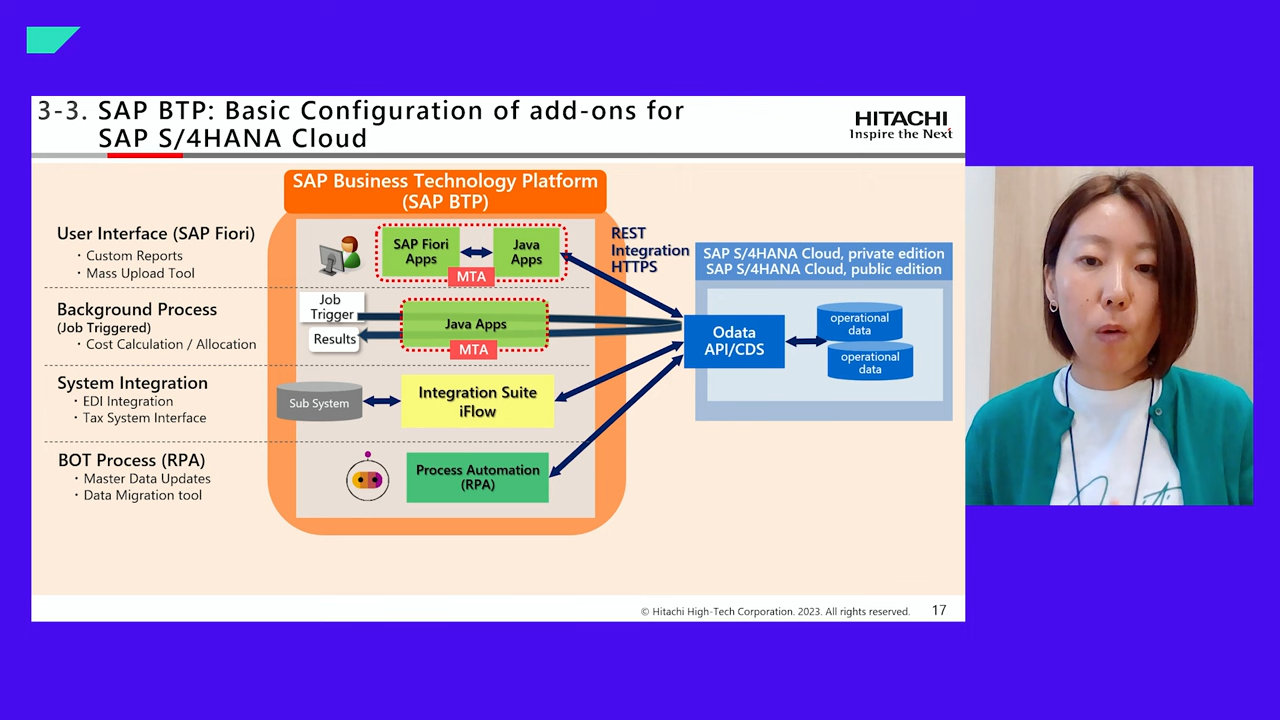 3-3. SAP BTP: Basic Configuration of add-ons for
SAP S/4HANA Cloud
HITACHI
Inspire the Next
SAP Business Technology Platform
(SAP BTP)
User Interface (SAP Fiori)
・Custom Reports
・Mass Upload Tool
SAP Fiori
Apps
Java
Apps
MTA
REST
Integration
HTTPS
SAP S/4HANA Cloud, private edition
SAP S/4HANA Cloud, public edition
Background Process
(Job Triggered)
・Cost Calculation / Allocation
Job
Trigger
Results
Java Apps
MTA
Odata
API/CDS
operational
data
operational
data
System Integration
・EDI Integration
・Tax System Interface
Sub System
Integration Suite
iFlow
BOT Process (RPA)
・Master Data Updates
・Data Migration tool
Process Automation
(RPA)
© Hitachi High-Tech Corporation. 2023. All rights reserved.
17